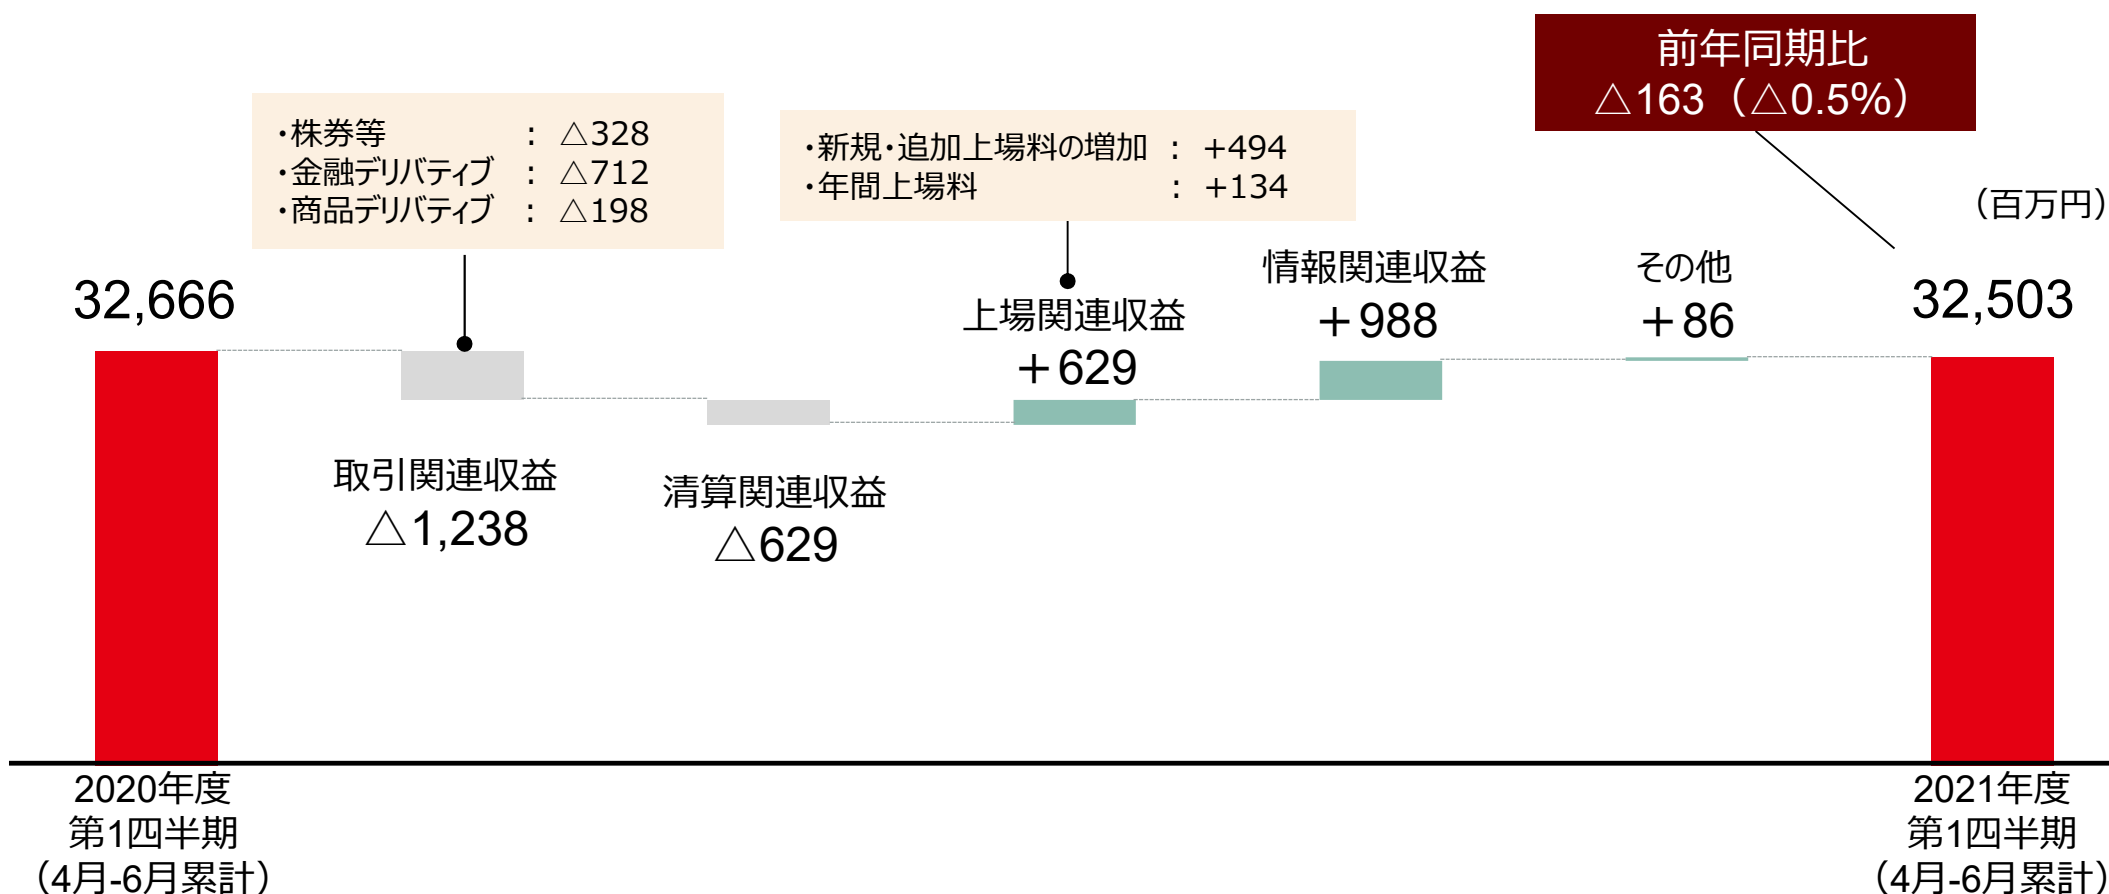 前年同期比
△163（△0.5%）
（百万円）
・株券等 ： △328
・金融デリバティブ ： △712
・商品デリバティブ ： △198
・新規・追加上場料の増加 ： +494
・年間上場料 ： +134
32,666
取引関連収益
△1,238
清算関連収益
△629
上場関連収益
＋629
情報関連収益
＋988
その他
＋86
32,503
2020年度
第1四半期
（4月-6月累計）
2021年度
第1四半期
（4月-6月累計）